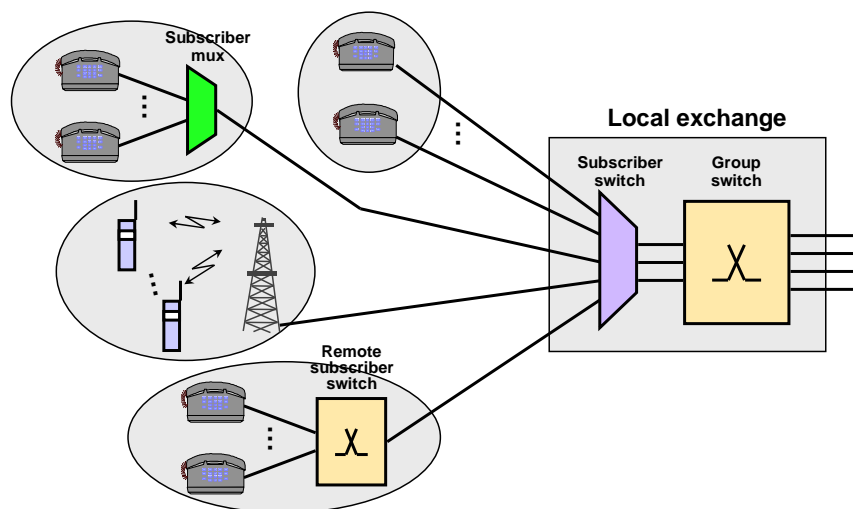 Subscriber
mux
Local exchange
Subscriber
switch
Group
switch
Remote
subscriber
switch